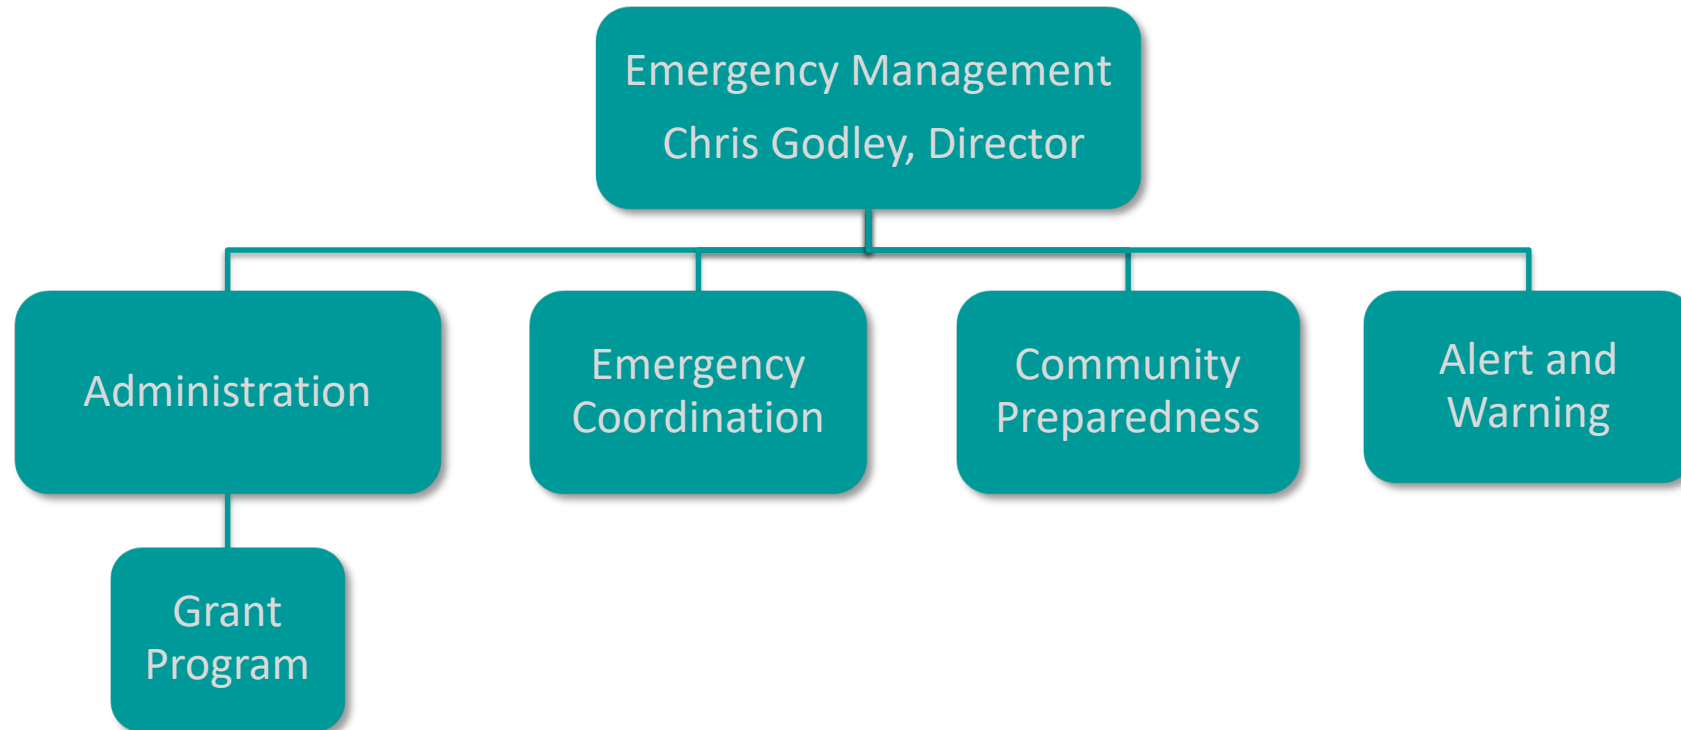 Emergency Management
Chris Godley, Director
Administration
Emergency
Coordination
Community
Preparedness
Alert and
Warning
Grant
Program